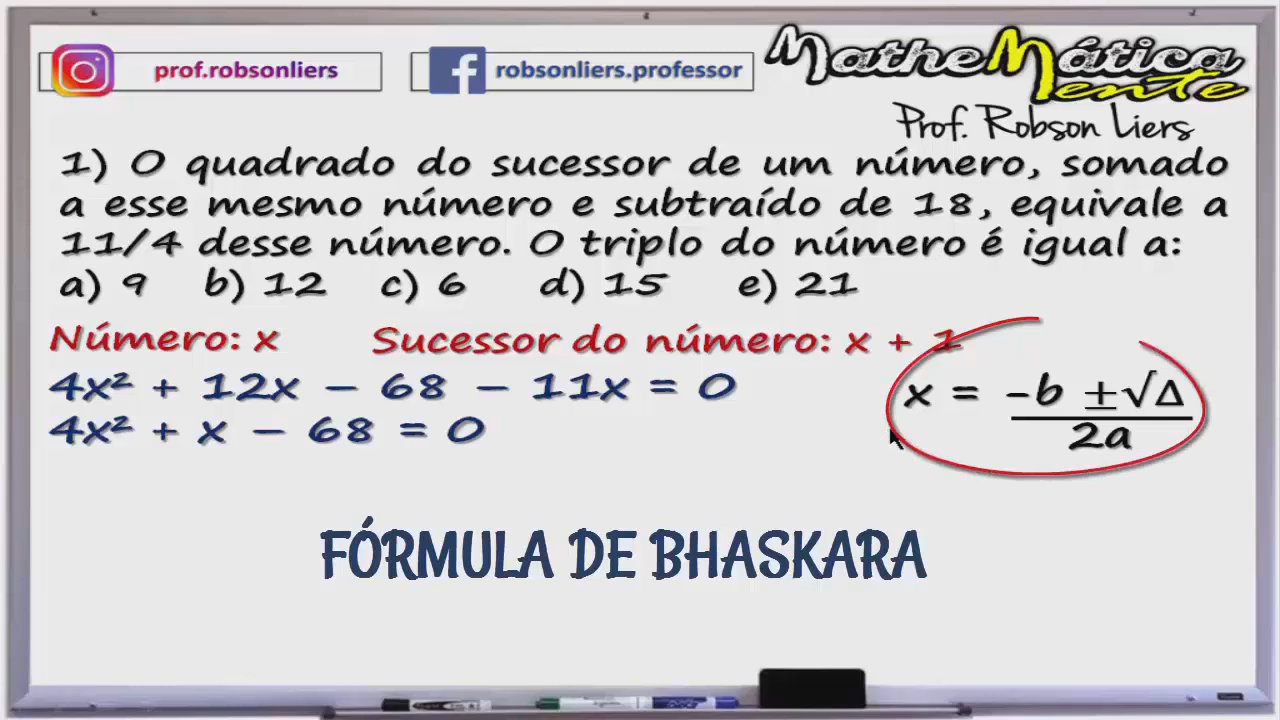 prof.robsonliers
robsonliers.professor
MatheMática
Mente
Prof. Robson Liers
1) O quadrado do sucessor de um número, somado
a esse mesmo número e subtraído de 18, equivale a
11/4 desse número. O triplo do número é igual a:
a) 9 b) 12 c) 6 d) 15 e) 21
Número: x Sucessor do número: x + 1
4x² + 12x – 68 – 11x = 0
4x² + x – 68 = 0
x = -b ±√Δ
2a
FÓRMULA DE BHASKARA